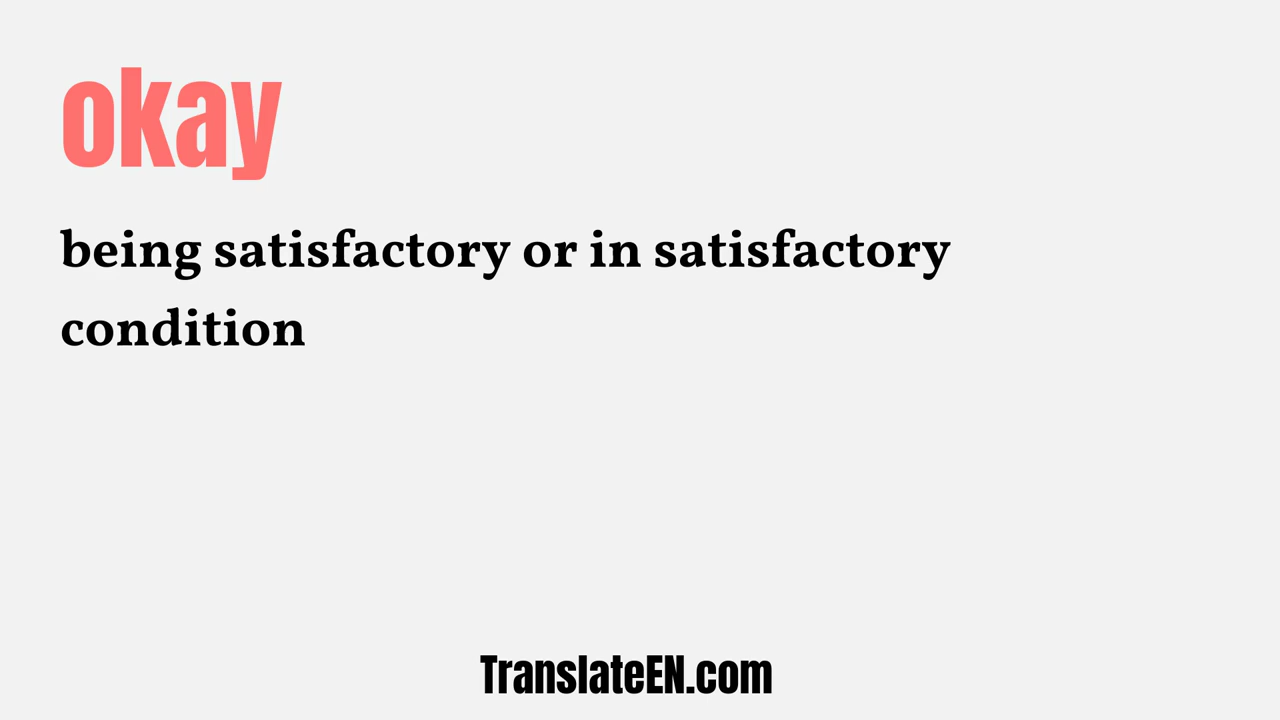 okay
being satisfactory or in satisfactory
condition
TranslateEN.com